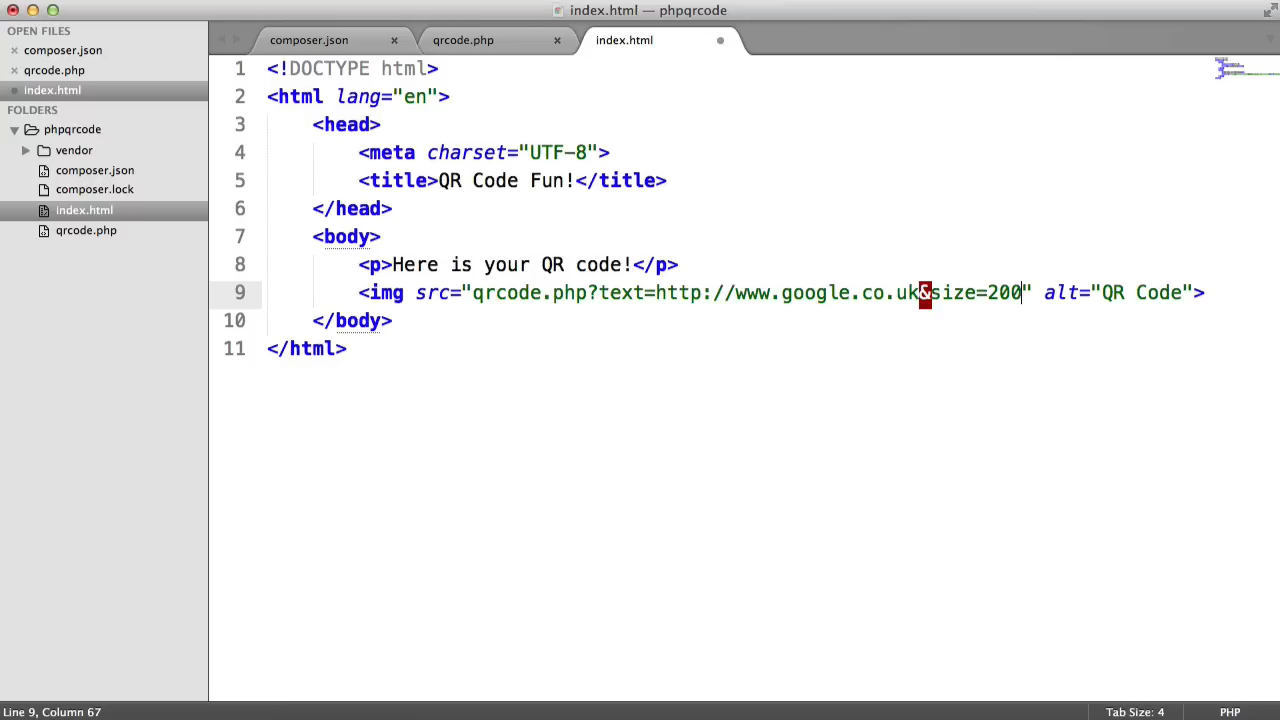 index.html — phpqrcode
OPEN FILES
composer.json
qrcode.php
index.html
FOLDERS
phpqrcode
vendor
composer.json
composer.lock
index.html
qrcode.php
composer.json
qrcode.php
index.html
1 <!DOCTYPE html>
2 <html lang="en">
3 <head>
4 <meta charset="UTF-8">
5 <title>QR Code Fun!</title>
6 </head>
7 <body>
8 <p>Here is your QR code!</p>
9 <img src="qrcode.php?text=http://www.google.co.uk&size=200" alt="QR Code">
10 </body>
11 </html>
Line 9, Column 67
Tab Size: 4
PHP